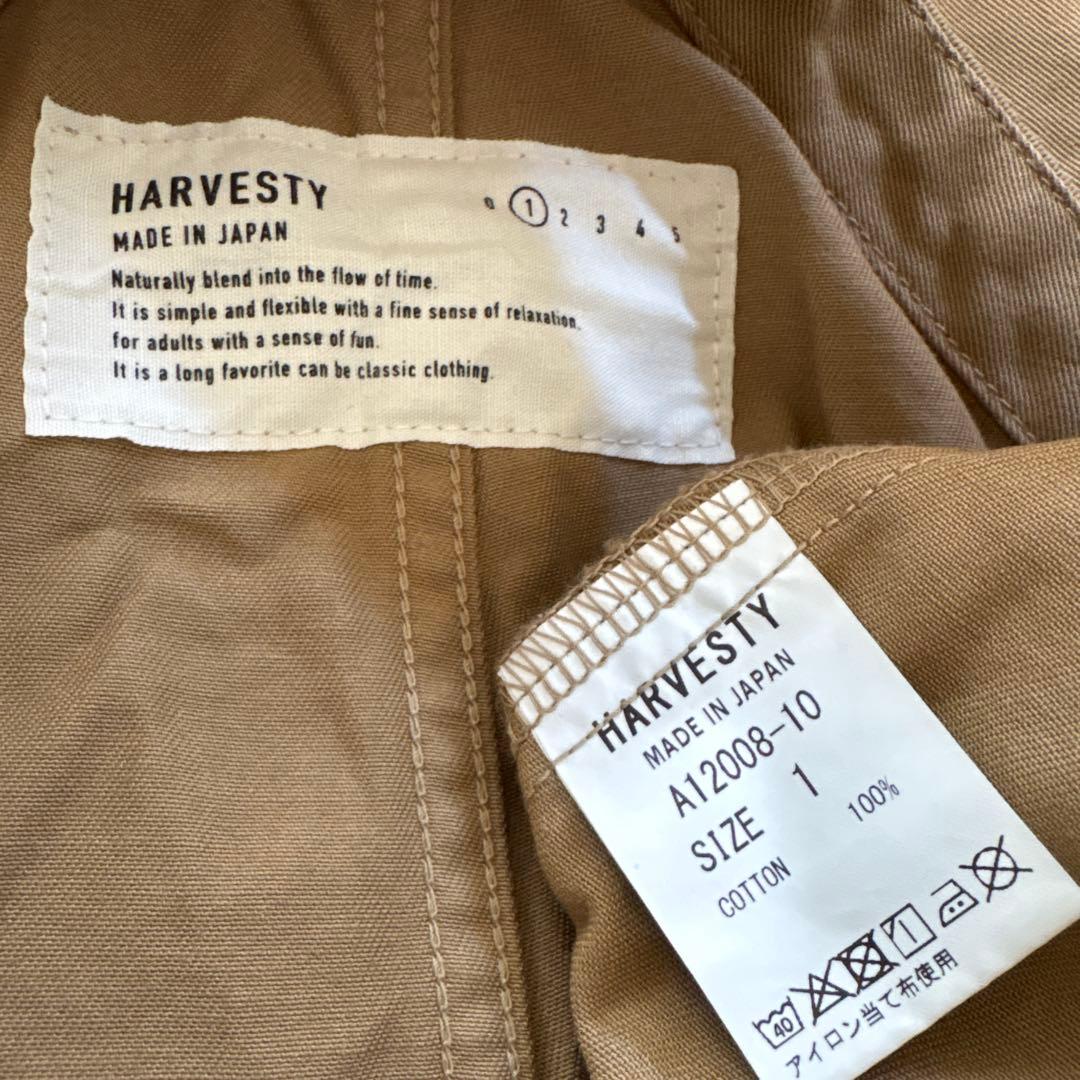 HARVESTY
MADE IN JAPAN
0 1 2 3 4 5
Naturally blend into the flow of time.
It is simple and flexible with a fine sense of relaxation,
for adults with a sense of fun.
It is a long favorite can be classic clothing.
HARVESTY
MADE IN JAPAN
A12008-10
SIZE 1
COTTON 100%
40
アイロン当て布使用